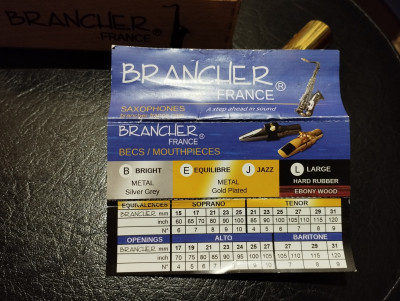 BRANCHER
FRANCE
BRANCHER®
FRANCE
SAXOPHONES
A step ahead in sound
BRANCHER
FRANCE
BECS / MOUTHPIECES
B BRIGHT E EQUILIBRE J JAZZ L LARGE
METAL METAL HARD RUBBER
Silver Grey Gold Plated EBONY WOOD
EQUIVALENCES SOPRANO TENOR
BRANCHER mm 15 17 21 23 25 21 23 25 27 29 31
inch 60 65 70 80 90 100 85 90 100 105 110 115 120
N° 6 7 8 9 10 4 5 6 7 8 9
OPENINGS ALTO BARITONE
BRANCHER mm 17 19 21 23 25 27 29 31
inch 70 75 80 85 90 95 100 105 105 110 115 120
N° 4 5 6 7 8 9